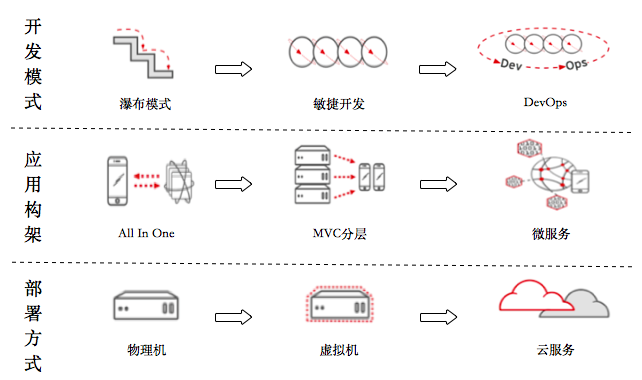 开发模式
瀑布模式
敏捷开发
Dev
Ops
DevOps
应用构架
All In One
MVC分层
微服务
部署方式
物理机
虚拟机
云服务